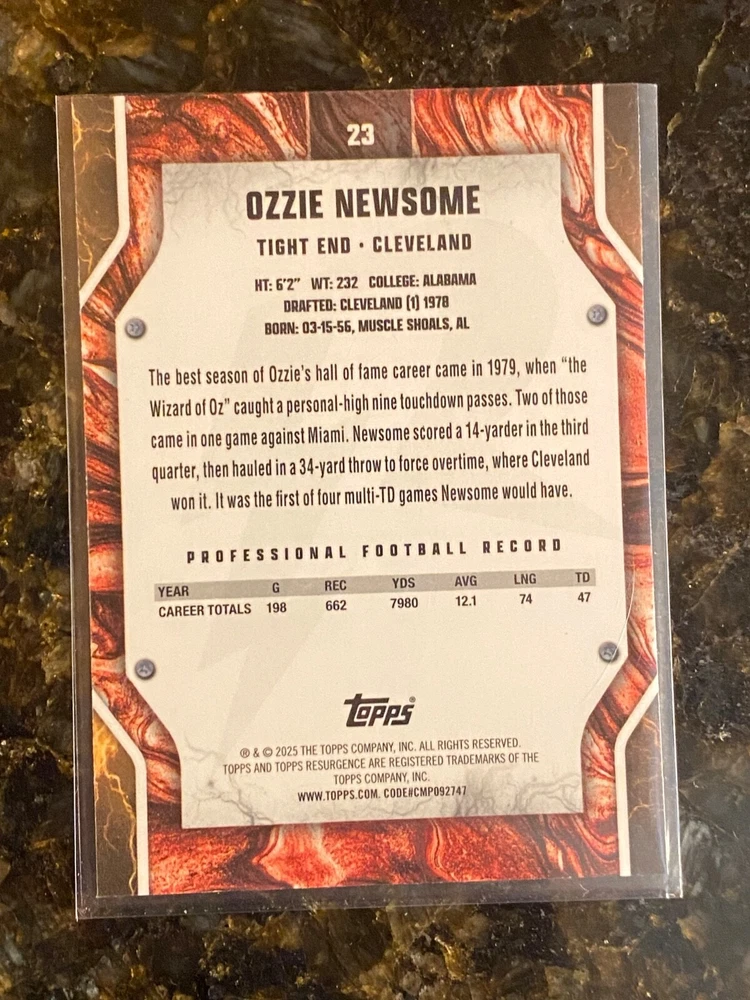 23
OZZIE NEWSOME
TIGHT END • CLEVELAND
HT: 6'2" WT: 232 COLLEGE: ALABAMA
DRAFTED: CLEVELAND (1) 1978
BORN: 03-15-56, MUSCLE SHOALS, AL
The best season of Ozzie's hall of fame career came in 1979, when "the
Wizard of Oz" caught a personal-high nine touchdown passes. Two of those
came in one game against Miami. Newsome scored a 14-yarder in the third
quarter, then hauled in a 34-yard throw to force overtime, where Cleveland
won it. It was the first of four multi-TD games Newsome would have.
PROFESSIONAL FOOTBALL RECORD
YEAR G REC YDS AVG LNG TD
CAREER TOTALS 198 662 7980 12.1 74 47
Topps®
® & © 2025 THE TOPPS COMPANY, INC. ALL RIGHTS RESERVED.
TOPPS AND TOPPS RESURGENCE ARE REGISTERED TRADEMARKS OF THE
TOPPS COMPANY, INC.
WWW.TOPPS.COM. CODE#CMP092747